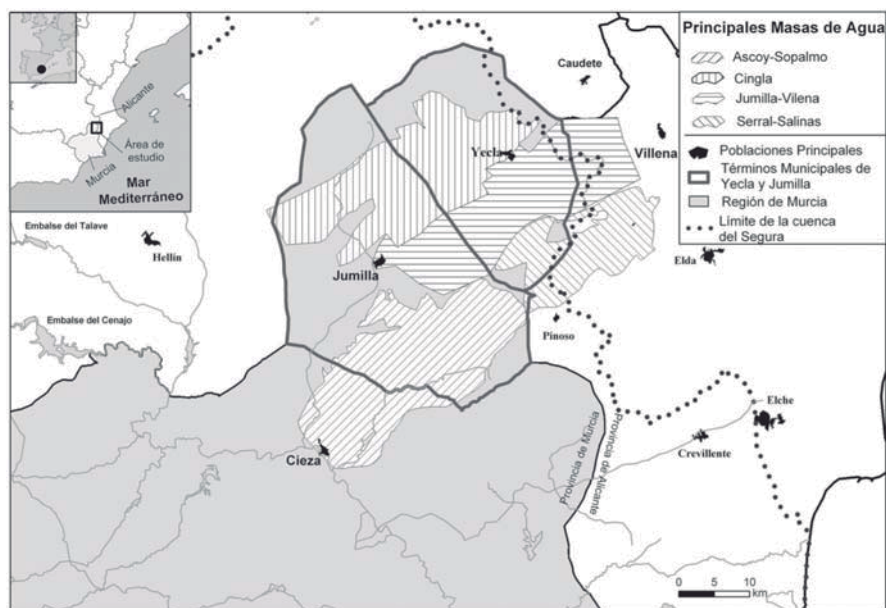 Alicante
Área de
estudio
Murcia
Mar
Mediterráneo
Principales Masas de Agua
Ascoy-Sopalmo
Cingla
Jumilla-Vilena
Serral-Salinas
Poblaciones Principales
Términos Municipales de
Yecla y Jumilla
Región de Murcia
Límite de la cuenca
del Segura
Caudete
Yecla
Villena
Embalse del Talave
Hellín
Jumilla
Elda
Embalse del Cenajo
Pinoso
Elche
Cieza
Crevillente
Provincia de Murcia
Provincia de Alicante
0 5 10
km